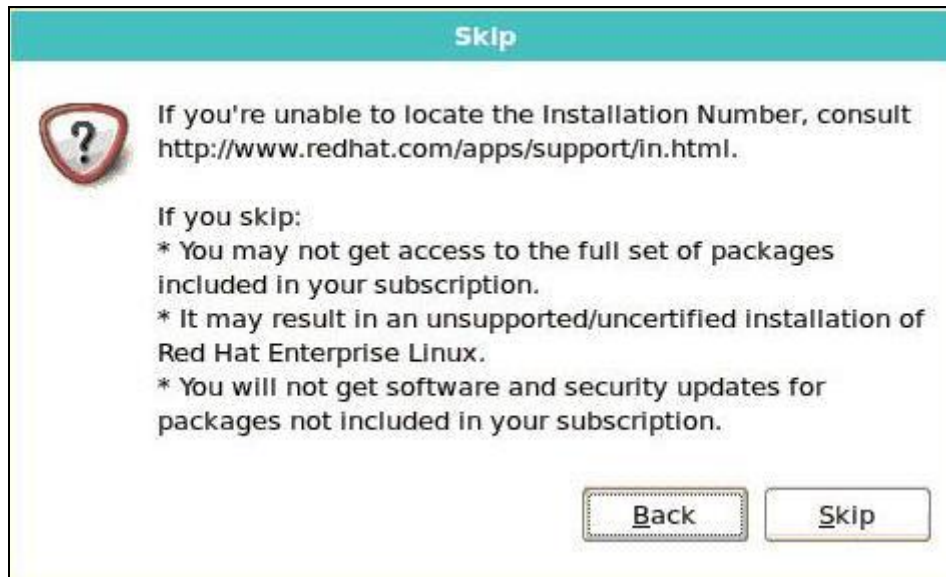 Skip
If you're unable to locate the Installation Number, consult
http://www.redhat.com/apps/support/in.html.
If you skip:
* You may not get access to the full set of packages
included in your subscription.
* It may result in an unsupported/uncertified installation of
Red Hat Enterprise Linux.
* You will not get software and security updates for
packages not included in your subscription.
Back Skip